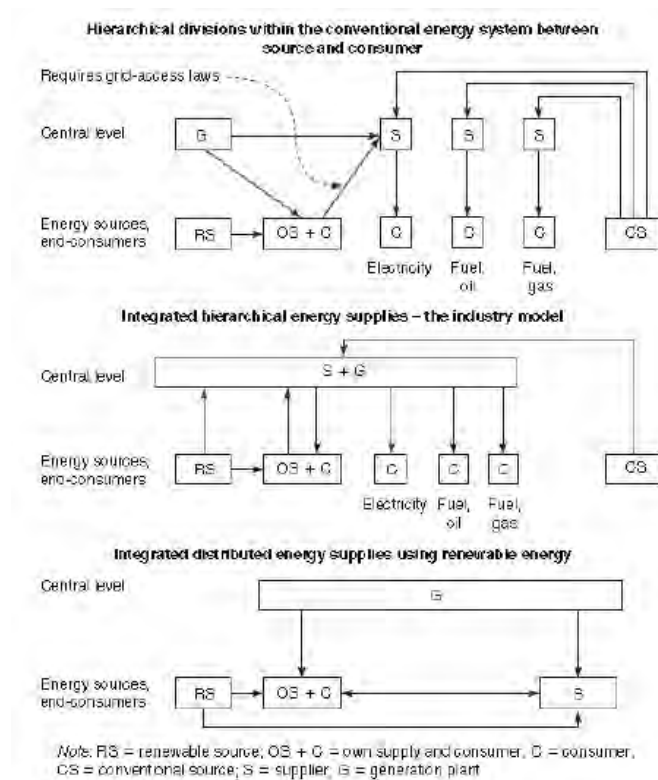 Hierarchical divisions within the conventional energy system between
source and consumer
Requires grid-access laws
Central level
G
S
S
S
Energy sources,
end-consumers
RS
OS + C
C
C
C
CS
Electricity
Fuel,
oil
Fuel,
gas
Integrated hierarchical energy supplies – the industry model
Central level
S + G
Energy sources,
end-consumers
RS
OS + C
C
C
C
CS
Electricity
Fuel,
oil
Fuel,
gas
Integrated distributed energy supplies using renewable energy
Central level
G
Energy sources,
end-consumers
RS
OS + C
S
Note: RS = renewable source; OS + C = own supply and consumer, C = consumer,
CS = conventional source; S = supplier; G = generation plant